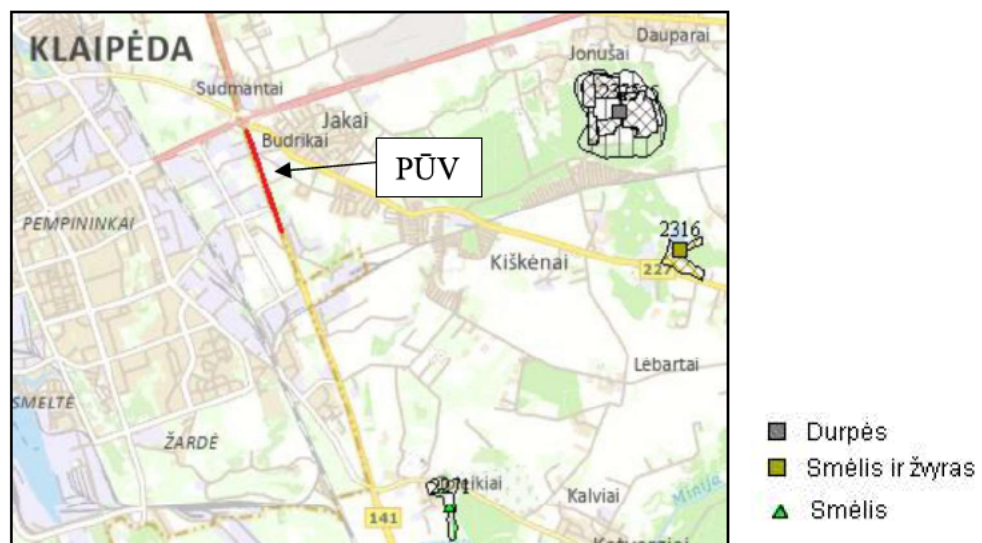 KLAIPĖDA
Dauparai
Jonušai
Sudmantai
Jakai
Budrikai
PŪV
PEMPININKAI
2316
Kiškėnai
227
Lėbartai
SMELTĖ
ŽARDĖ
Kalviai
Minija
141
Durpės
Smėlis ir žvyras
Smėlis